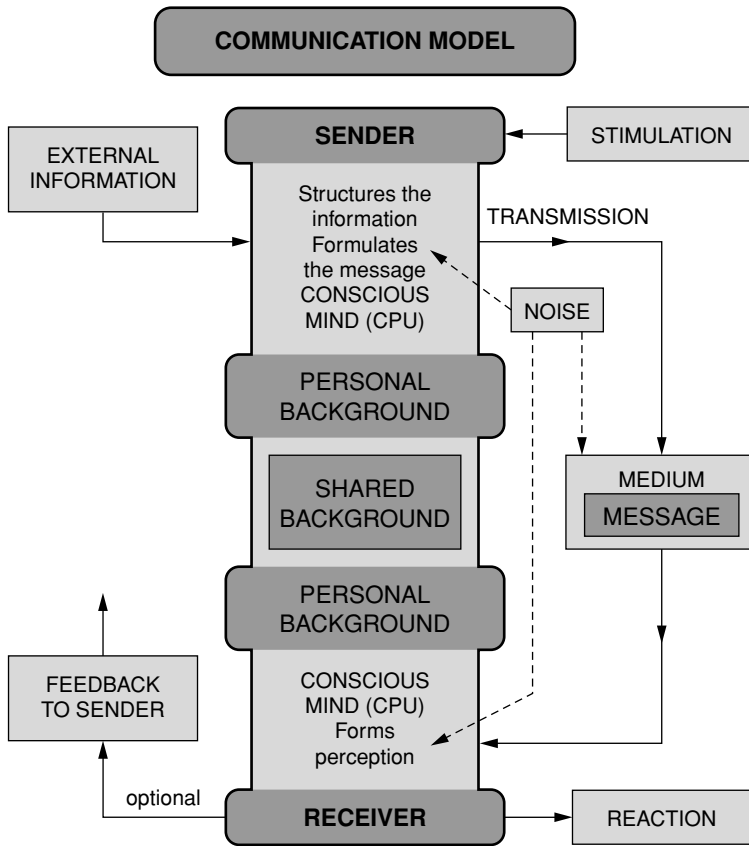 COMMUNICATION MODEL
SENDER
STIMULATION
EXTERNAL
INFORMATION
Structures the
information
Formulates
the message
CONSCIOUS
MIND (CPU)
TRANSMISSION
NOISE
PERSONAL
BACKGROUND
SHARED
BACKGROUND
MEDIUM
MESSAGE
PERSONAL
BACKGROUND
FEEDBACK
TO SENDER
CONSCIOUS
MIND (CPU)
Forms
perception
optional
RECEIVER
REACTION